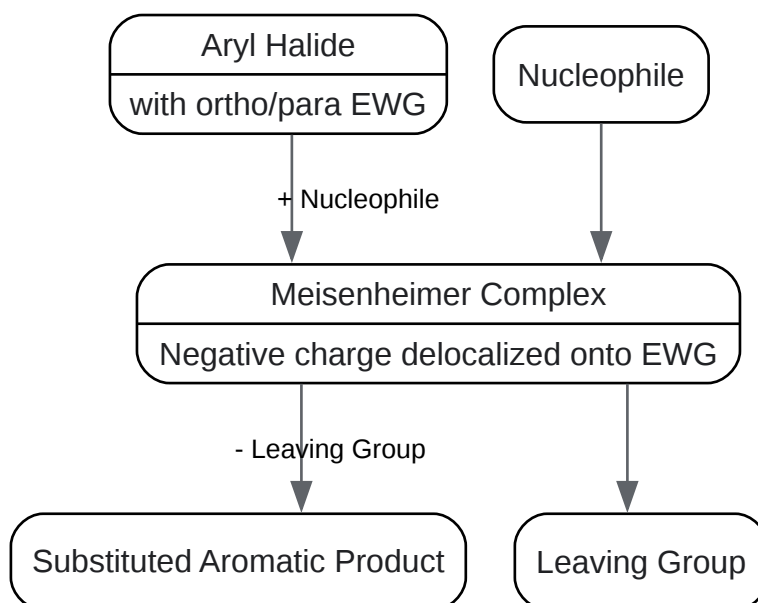 Aryl Halide
Nucleophile
with ortho/para EWG
+ Nucleophile
Meisenheimer Complex
Negative charge delocalized onto EWG
- Leaving Group
Substituted Aromatic Product
Leaving Group